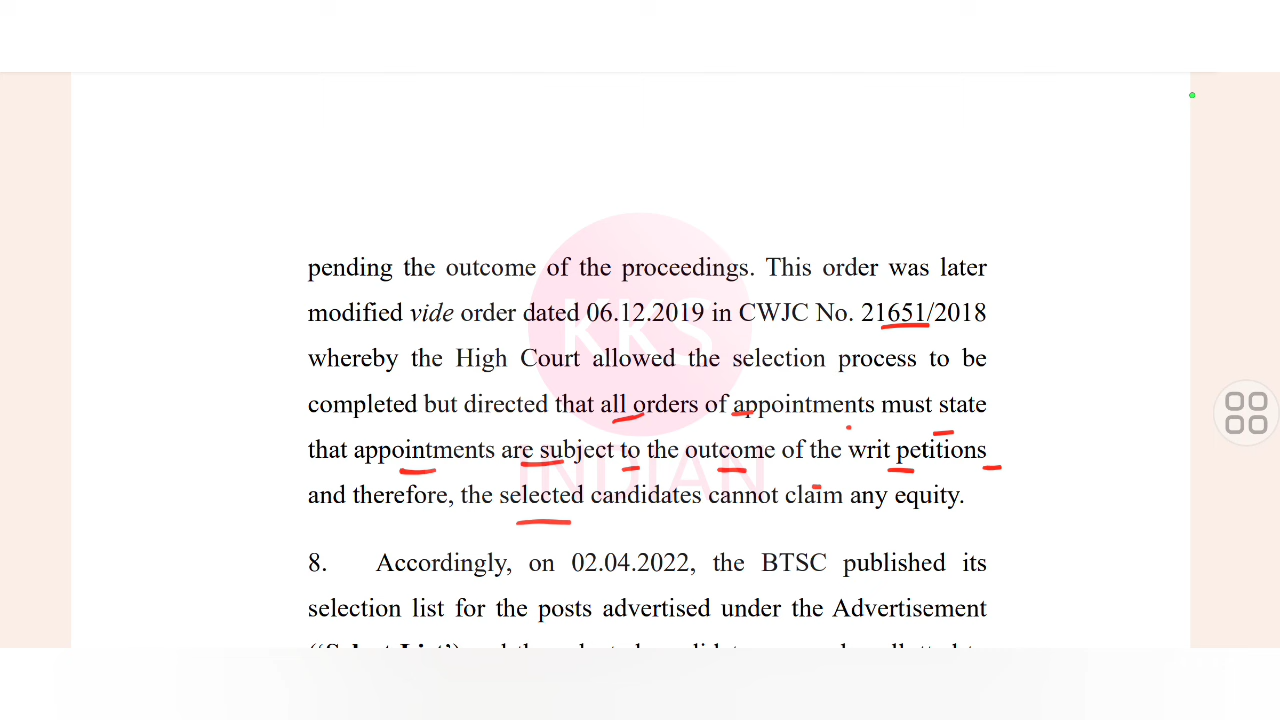 pending the outcome of the proceedings. This order was later
modified vide order dated 06.12.2019 in CWJC No. 21651/2018
whereby the High Court allowed the selection process to be
completed but directed that all orders of appointments must state
that appointments are subject to the outcome of the writ petitions
and therefore, the selected candidates cannot claim any equity.
8. Accordingly, on 02.04.2022, the BTSC published its
selection list for the posts advertised under the Advertisement
KKS
INDIAN